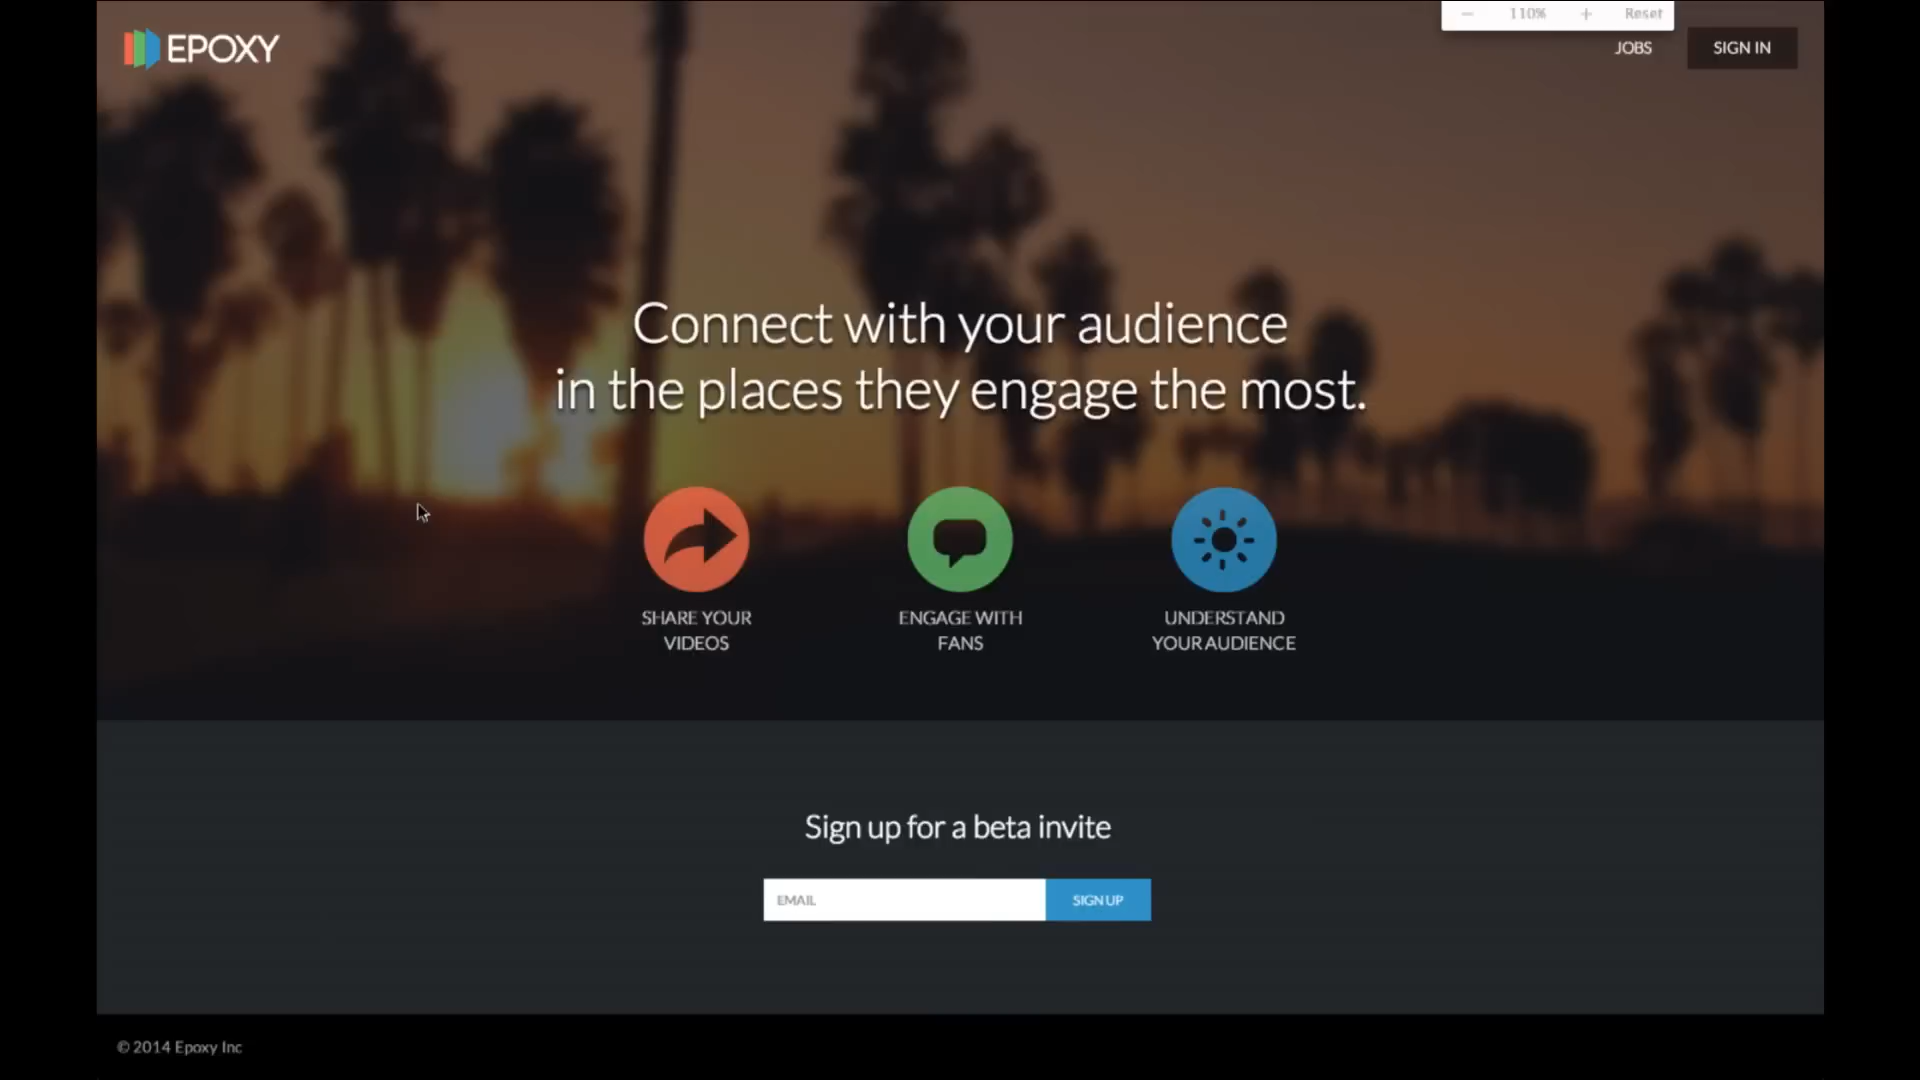 EPOXY
− 110% + Reset
JOBS
SIGN IN
Connect with your audience
in the places they engage the most.
SHARE YOUR
VIDEOS
ENGAGE WITH
FANS
UNDERSTAND
YOUR AUDIENCE
Sign up for a beta invite
EMAIL
SIGN UP
© 2014 Epoxy Inc